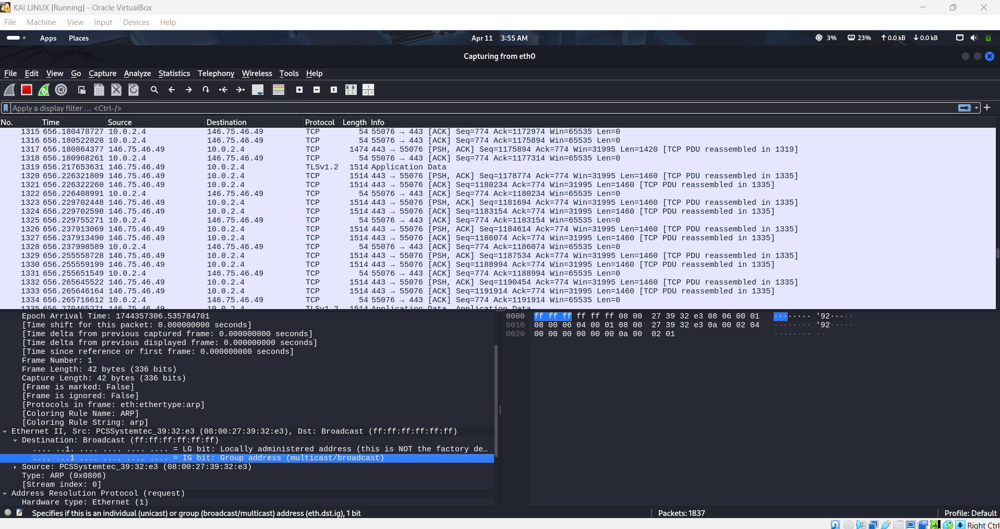 KAI LINUX [Running] - Oracle VirtualBox
File Machine View Input Devices Help
Apps Places Apr 11 3:55 AM 3% 23% ↑0.0 kB ↓0.0 kB
Capturing from eth0
File Edit View Go Capture Analyze Statistics Telephony Wireless Tools Help
Apply a display filter ... <Ctrl-/>
No. Time Source Destination Protocol Length Info
1315 656.180478727 10.0.2.4 146.75.46.49 TCP 54 55076 → 443 [ACK] Seq=774 Ack=1172974 Win=65535 Len=0
1316 656.180522828 10.0.2.4 146.75.46.49 TCP 54 55076 → 443 [ACK] Seq=774 Ack=1175894 Win=65535 Len=0
1317 656.180864377 146.75.46.49 10.0.2.4 TCP 1474 443 → 55076 [PSH, ACK] Seq=1175894 Ack=774 Win=31995 Len=1420 [TCP PDU reassembled in 1319]
1318 656.180968261 10.0.2.4 146.75.46.49 TCP 54 55076 → 443 [ACK] Seq=774 Ack=1177314 Win=65535 Len=0
1319 656.217653631 146.75.46.49 10.0.2.4 TLSv1.2 1514 Application Data
1320 656.226321809 146.75.46.49 10.0.2.4 TCP 1514 443 → 55076 [PSH, ACK] Seq=1178774 Ack=774 Win=31995 Len=1460 [TCP PDU reassembled in 1335]
1321 656.226322260 146.75.46.49 10.0.2.4 TCP 1514 443 → 55076 [ACK] Seq=1180234 Ack=774 Win=31995 Len=1460 [TCP PDU reassembled in 1335]
1322 656.226408991 10.0.2.4 146.75.46.49 TCP 54 55076 → 443 [ACK] Seq=774 Ack=1180234 Win=65535 Len=0
1323 656.229702448 146.75.46.49 10.0.2.4 TCP 1514 443 → 55076 [PSH, ACK] Seq=1181694 Ack=774 Win=31995 Len=1460 [TCP PDU reassembled in 1335]
1324 656.229702598 146.75.46.49 10.0.2.4 TCP 1514 443 → 55076 [ACK] Seq=1183154 Ack=774 Win=31995 Len=1460 [TCP PDU reassembled in 1335]
1325 656.229755271 10.0.2.4 146.75.46.49 TCP 54 55076 → 443 [ACK] Seq=774 Ack=1183154 Win=65535 Len=0
1326 656.237913069 146.75.46.49 10.0.2.4 TCP 1514 443 → 55076 [PSH, ACK] Seq=1184614 Ack=774 Win=31995 Len=1460 [TCP PDU reassembled in 1335]
1327 656.237913490 146.75.46.49 10.0.2.4 TCP 1514 443 → 55076 [ACK] Seq=1186074 Ack=774 Win=31995 Len=1460 [TCP PDU reassembled in 1335]
1328 656.237998589 10.0.2.4 146.75.46.49 TCP 54 55076 → 443 [ACK] Seq=774 Ack=1186074 Win=65535 Len=0
1329 656.255558728 146.75.46.49 10.0.2.4 TCP 1514 443 → 55076 [PSH, ACK] Seq=1187534 Ack=774 Win=31995 Len=1460 [TCP PDU reassembled in 1335]
1330 656.255559199 146.75.46.49 10.0.2.4 TCP 1514 443 → 55076 [ACK] Seq=1188994 Ack=774 Win=31995 Len=1460 [TCP PDU reassembled in 1335]
1331 656.255651549 10.0.2.4 146.75.46.49 TCP 54 55076 → 443 [ACK] Seq=774 Ack=1188994 Win=65535 Len=0
1332 656.265645522 146.75.46.49 10.0.2.4 TCP 1514 443 → 55076 [PSH, ACK] Seq=1190454 Ack=774 Win=31995 Len=1460 [TCP PDU reassembled in 1335]
1333 656.265646164 146.75.46.49 10.0.2.4 TCP 1514 443 → 55076 [ACK] Seq=1191914 Ack=774 Win=31995 Len=1460 [TCP PDU reassembled in 1335]
1334 656.265716612 10.0.2.4 146.75.46.49 TCP 54 55076 → 443 [ACK] Seq=774 Ack=1191914 Win=65535 Len=0
1335 656.270465271 146.75.46.49 10.0.2.4 TLSv1.2 1514 Application Data, Application Data
Epoch Arrival Time: 1744357306.535784701
[Time shift for this packet: 0.000000000 seconds]
[Time delta from previous captured frame: 0.000000000 seconds]
[Time delta from previous displayed frame: 0.000000000 seconds]
[Time since reference or first frame: 0.000000000 seconds]
Frame Number: 1
Frame Length: 42 bytes (336 bits)
Capture Length: 42 bytes (336 bits)
[Frame is marked: False]
[Frame is ignored: False]
[Protocols in frame: eth:ethertype:arp]
[Coloring Rule Name: ARP]
[Coloring Rule String: arp]
Ethernet II, Src: PCSSystemtec_39:32:e3 (08:00:27:39:32:e3), Dst: Broadcast (ff:ff:ff:ff:ff:ff)
Destination: Broadcast (ff:ff:ff:ff:ff:ff)
.... ..1. .... .... .... .... = LG bit: Locally administered address (this is NOT the factory de…
.... ...1 .... .... .... .... = IG bit: Group address (multicast/broadcast)
Source: PCSSystemtec_39:32:e3 (08:00:27:39:32:e3)
Type: ARP (0x0806)
[Stream index: 0]
Address Resolution Protocol (request)
Hardware type: Ethernet (1)
0000 ff ff ff ff ff ff 08 00 27 39 32 e3 08 06 00 01 ········ '92·····
0010 08 00 06 04 00 01 08 00 27 39 32 e3 0a 00 02 04 ········ '92·····
0020 00 00 00 00 00 00 0a 00 02 01 ········ ··
Specifies if this is an individual (unicast) or group (broadcast/multicast) address (eth.dst.ig), 1 bit Packets: 1837 Profile: Default
Right Ctrl